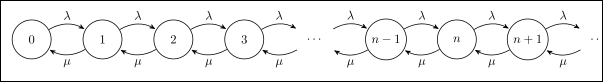 λ λ λ λ λ λ λ λ
0 1 2 3 ⋯ n − 1 n n + 1 ⋯
μ μ μ μ μ μ μ μ